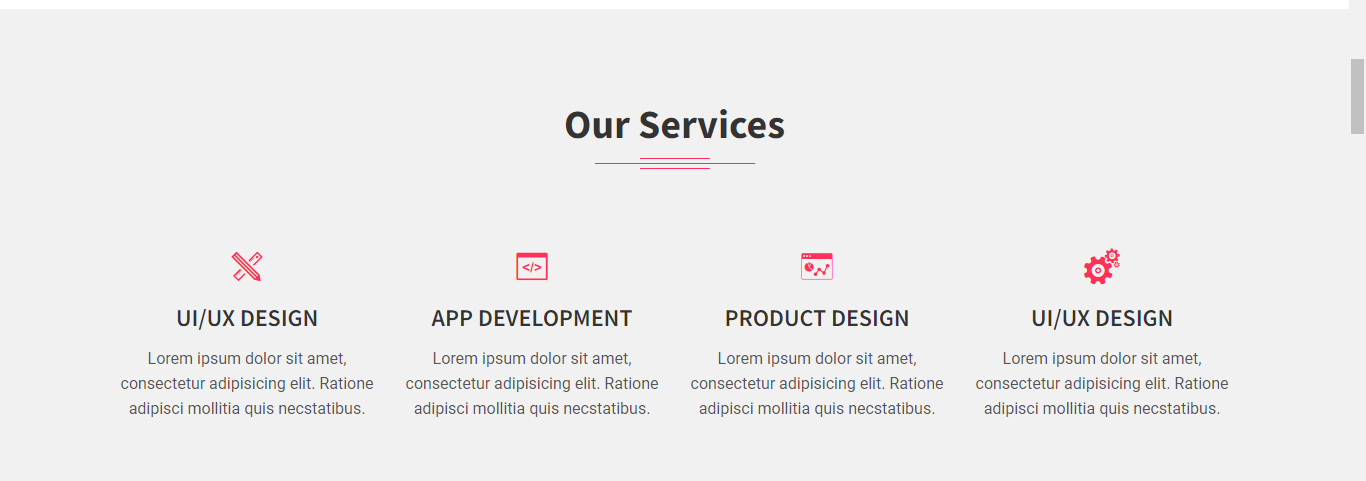 Our Services
</>
UI/UX DESIGN
APP DEVELOPMENT
PRODUCT DESIGN
UI/UX DESIGN
Lorem ipsum dolor sit amet,
consectetur adipisicing elit. Ratione
adipisci mollitia quis necstatibus.
Lorem ipsum dolor sit amet,
consectetur adipisicing elit. Ratione
adipisci mollitia quis necstatibus.
Lorem ipsum dolor sit amet,
consectetur adipisicing elit. Ratione
adipisci mollitia quis necstatibus.
Lorem ipsum dolor sit amet,
consectetur adipisicing elit. Ratione
adipisci mollitia quis necstatibus.